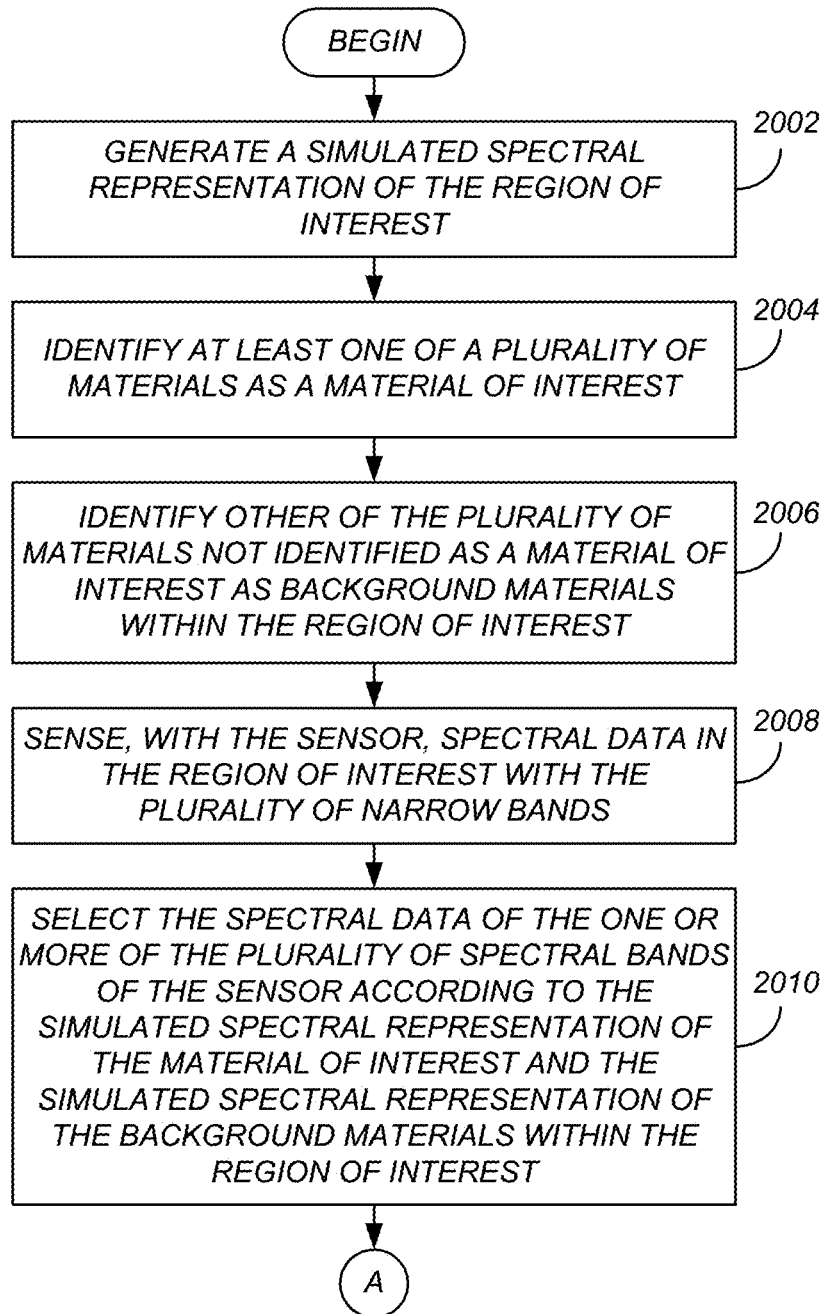 BEGIN
2002
GENERATE A SIMULATED SPECTRAL
REPRESENTATION OF THE REGION OF
INTEREST
2004
IDENTIFY AT LEAST ONE OF A PLURALITY OF
MATERIALS AS A MATERIAL OF INTEREST
2006
IDENTIFY OTHER OF THE PLURALITY OF
MATERIALS NOT IDENTIFIED AS A MATERIAL OF
INTEREST AS BACKGROUND MATERIALS
WITHIN THE REGION OF INTEREST
2008
SENSE, WITH THE SENSOR, SPECTRAL DATA IN
THE REGION OF INTEREST WITH THE
PLURALITY OF NARROW BANDS
2010
SELECT THE SPECTRAL DATA OF THE ONE OR
MORE OF THE PLURALITY OF SPECTRAL BANDS
OF THE SENSOR ACCORDING TO THE
SIMULATED SPECTRAL REPRESENTATION OF
THE MATERIAL OF INTEREST AND THE
SIMULATED SPECTRAL REPRESENTATION OF
THE BACKGROUND MATERIALS WITHIN THE
REGION OF INTEREST
A